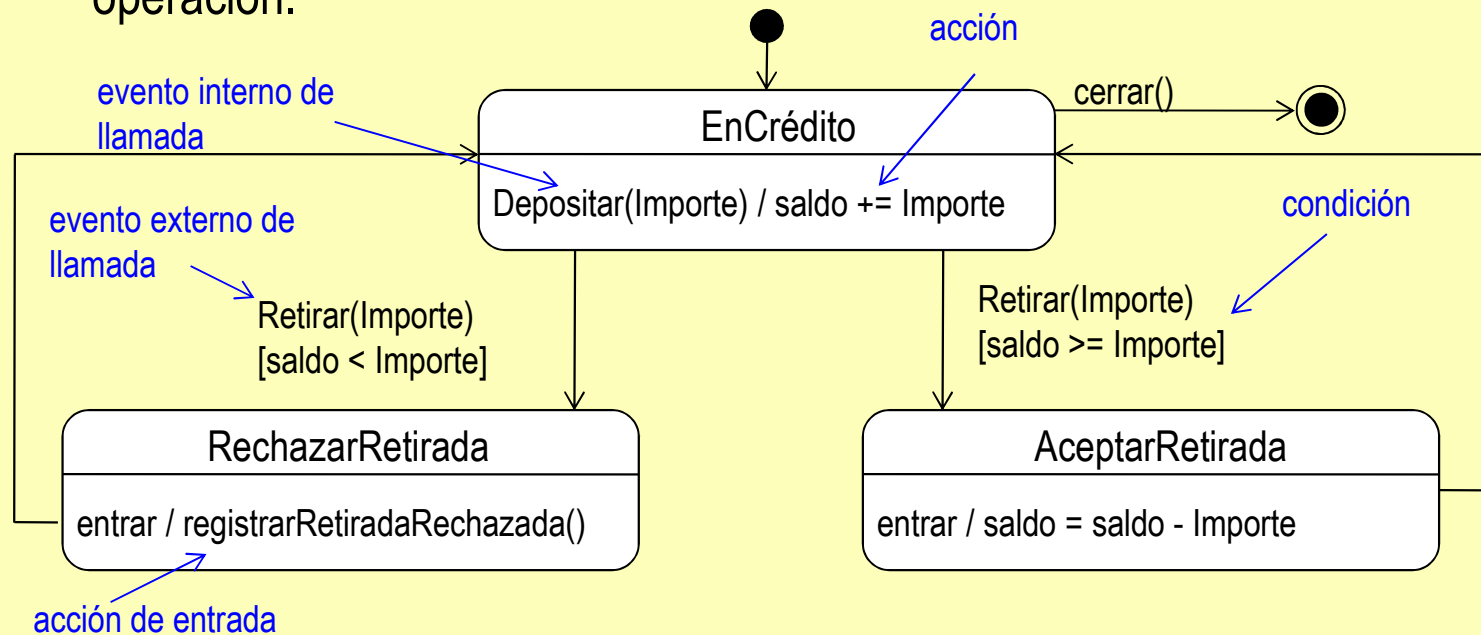 operación.
acción
evento interno de
llamada
cerrar()
EnCrédito
Depositar(Importe) / saldo += Importe
evento externo de
llamada
condición
Retirar(Importe)
[saldo < Importe]
Retirar(Importe)
[saldo >= Importe]
RechazarRetirada
entrar / registrarRetiradaRechazada()
AceptarRetirada
entrar / saldo = saldo - Importe
acción de entrada